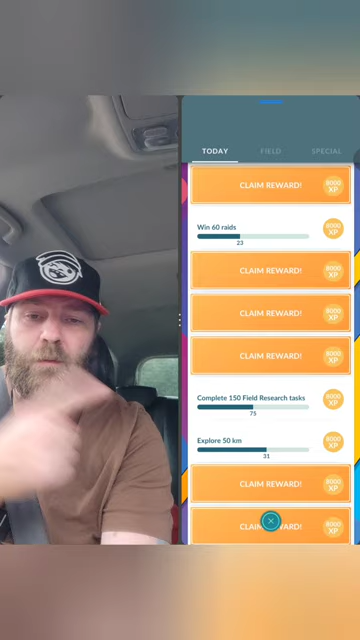 TODAY FIELD SPECIAL
CLAIM REWARD! 8000 XP
Win 60 raids 8000 XP
23
CLAIM REWARD! 8000 XP
CLAIM REWARD! 8000 XP
CLAIM REWARD! 8000 XP
Complete 150 Field Research tasks 8000 XP
75
Explore 50 km 8000 XP
31
CLAIM REWARD! 8000 XP
8000 XP